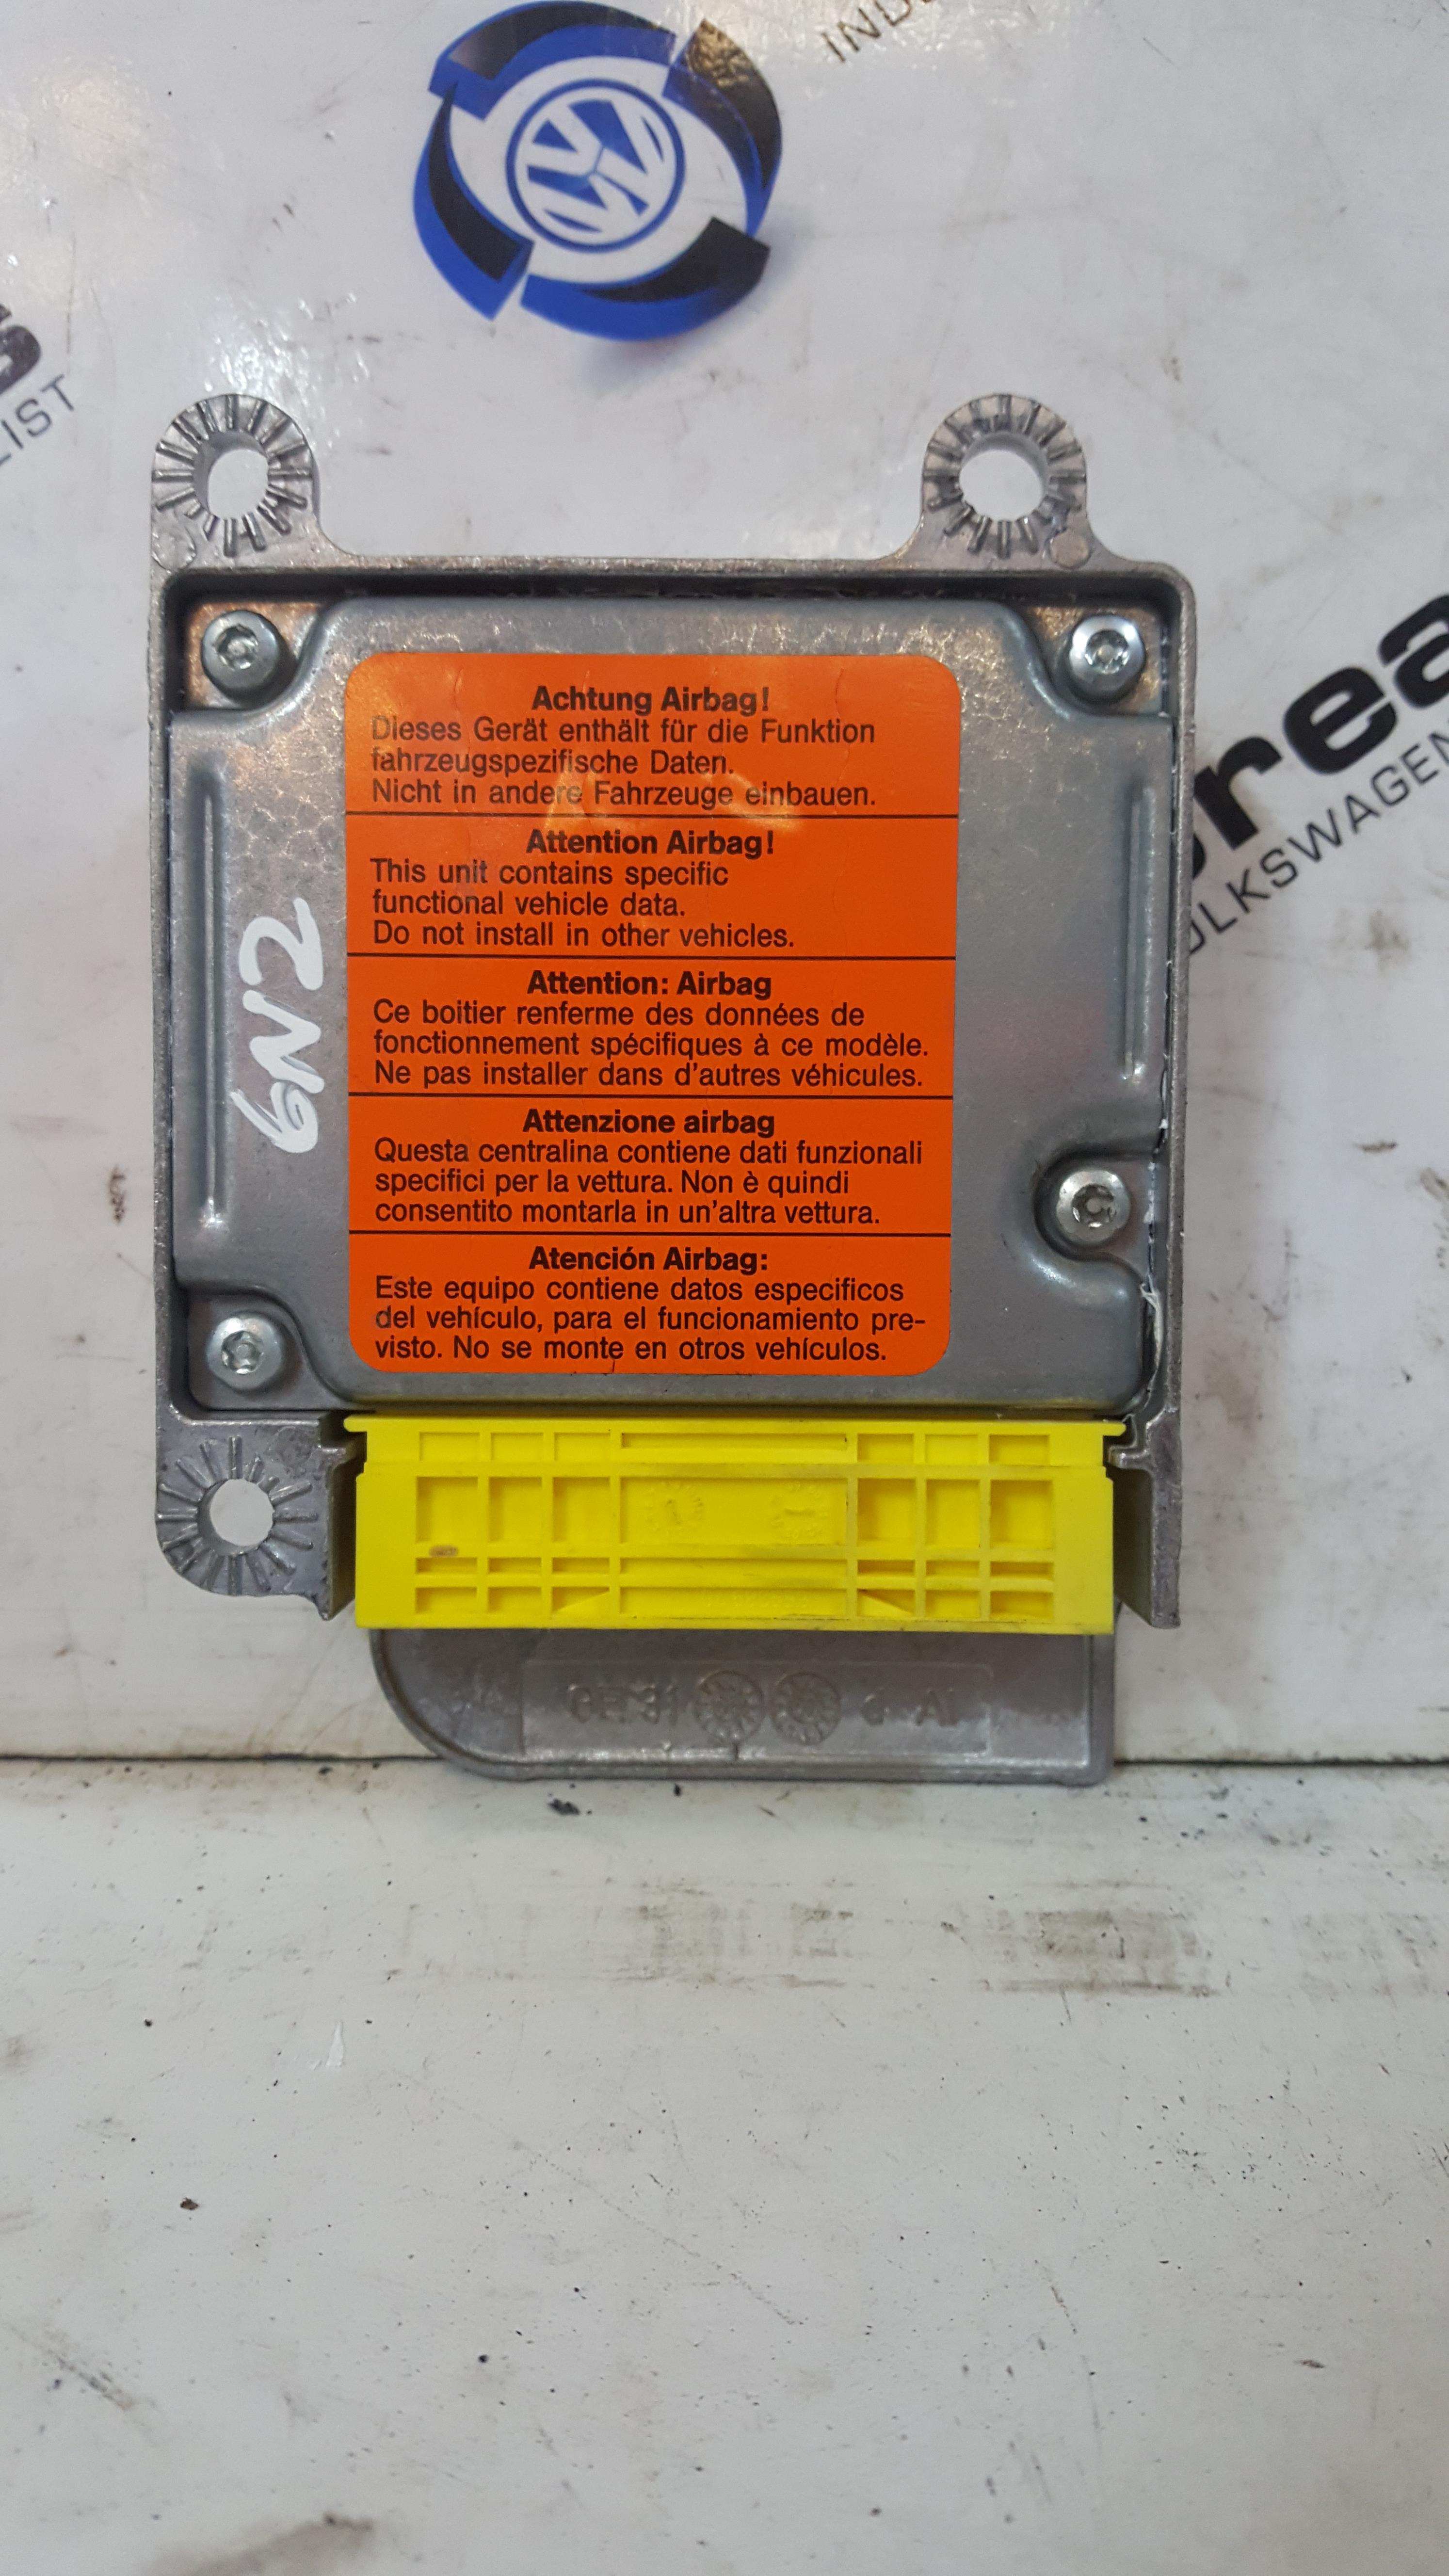 Achtung Airbag!
Dieses Gerät enthält für die Funktion
fahrzeugspezifische Daten.
Nicht in andere Fahrzeuge einbauen.
Attention Airbag!
This unit contains specific
functional vehicle data.
Do not install in other vehicles.
Attention: Airbag
Ce boitier renferme des données de
fonctionnement spécifiques à ce modèle.
Ne pas installer dans d'autres véhicules.
Attenzione airbag
Questa centralina contiene dati funzionali
specifici per la vettura. Non è quindi
consentito montarla in un'altra vettura.
Atención Airbag:
Este equipo contiene datos especificos
del vehículo, para el funcionamiento pre-
visto. No se monte en otros vehículos.
6N2